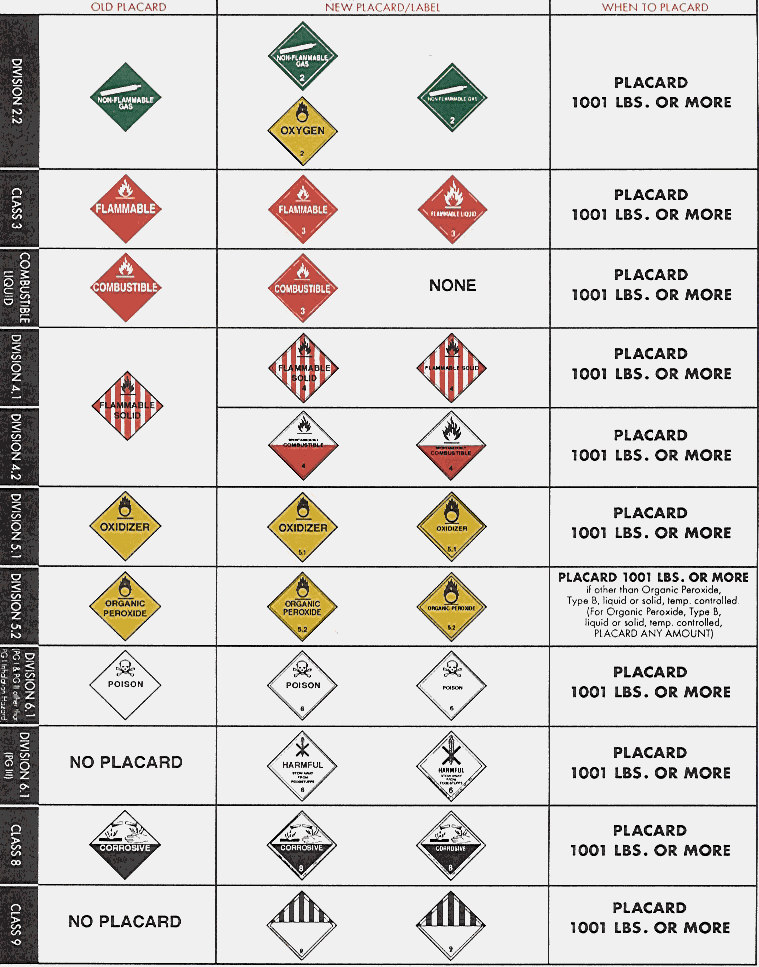 OLD PLACARD
NEW PLACARD/LABEL
WHEN TO PLACARD
DIVISION 2.2
NON-FLAMMABLE
GAS
NON-FLAMMABLE
GAS
2
OXYGEN
2
NON-FLAMMABLE GAS
2
PLACARD
1001 LBS. OR MORE
CLASS 3
FLAMMABLE
FLAMMABLE
3
FLAMMABLE LIQUID
3
PLACARD
1001 LBS. OR MORE
COMBUSTIBLE
LIQUID
COMBUSTIBLE
COMBUSTIBLE
3
NONE
PLACARD
1001 LBS. OR MORE
DIVISION 4.1
FLAMMABLE
SOLID
FLAMMABLE
SOLID
4
FLAMMABLE SOLID
4
PLACARD
1001 LBS. OR MORE
DIVISION 4.2
SPONTANEOUSLY
COMBUSTIBLE
4
SPONTANEOUSLY
COMBUSTIBLE
4
PLACARD
1001 LBS. OR MORE
DIVISION 5.1
OXIDIZER
OXIDIZER
5.1
OXIDIZER
5.1
PLACARD
1001 LBS. OR MORE
DIVISION 5.2
ORGANIC
PEROXIDE
ORGANIC
PEROXIDE
5.2
ORGANIC PEROXIDE
5.2
PLACARD 1001 LBS. OR MORE
if other than Organic Peroxide,
Type B, liquid or solid, temp. controlled.
(For Organic Peroxide, Type B,
liquid or solid, temp. controlled,
PLACARD ANY AMOUNT)
DIVISION 6.1
(PG I & PG II other than
PG I Inhalation Hazard)
POISON
POISON
6
POISON
6
PLACARD
1001 LBS. OR MORE
DIVISION 6.1
(PG III)
NO PLACARD
HARMFUL
STOW AWAY
FROM
FOODSTUFFS
6
HARMFUL
STOW AWAY
FROM
FOODSTUFFS
6
PLACARD
1001 LBS. OR MORE
CLASS 8
CORROSIVE
CORROSIVE
8
CORROSIVE
8
PLACARD
1001 LBS. OR MORE
CLASS 9
NO PLACARD
9
9
PLACARD
1001 LBS. OR MORE